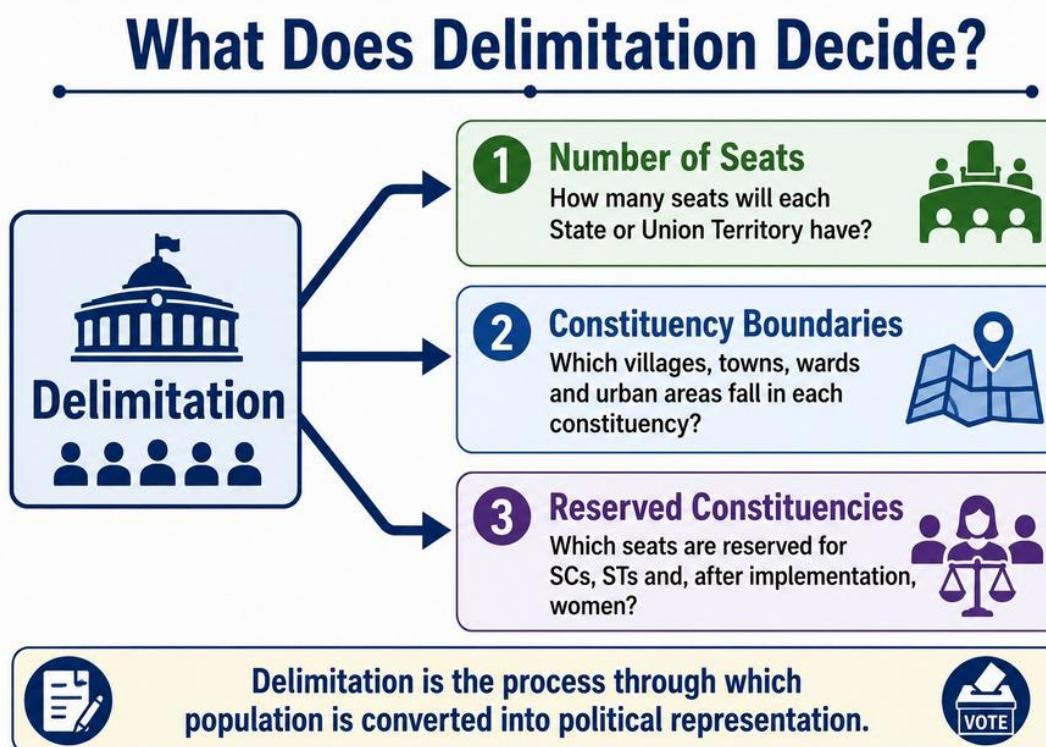 What Does Delimitation Decide?
Delimitation
1
Number of Seats
How many seats will each
State or Union Territory have?
2
Constituency Boundaries
Which villages, towns, wards
and urban areas fall in each
constituency?
3
Reserved Constituencies
Which seats are reserved for
SCs, STs and, after implementation,
women?
Delimitation is the process through which
population is converted into political representation.
VOTE